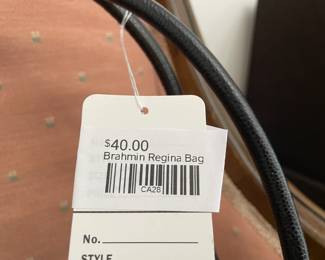 $40.00
Brahmin Regina Bag
CA28
No.
STYLE